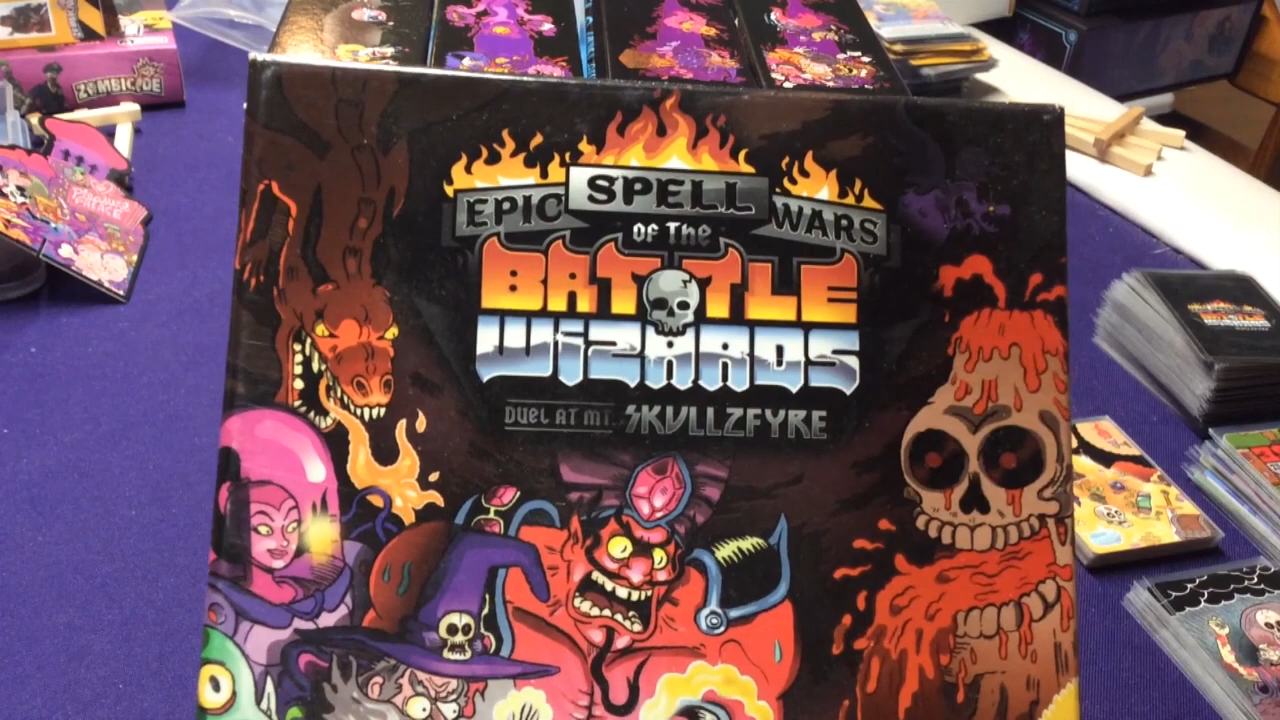 ZOMBICIDE
EPIC SPELL WARS
OF THE
BATTLE
WIZARDS
DUEL AT MT. SKULLZFYRE